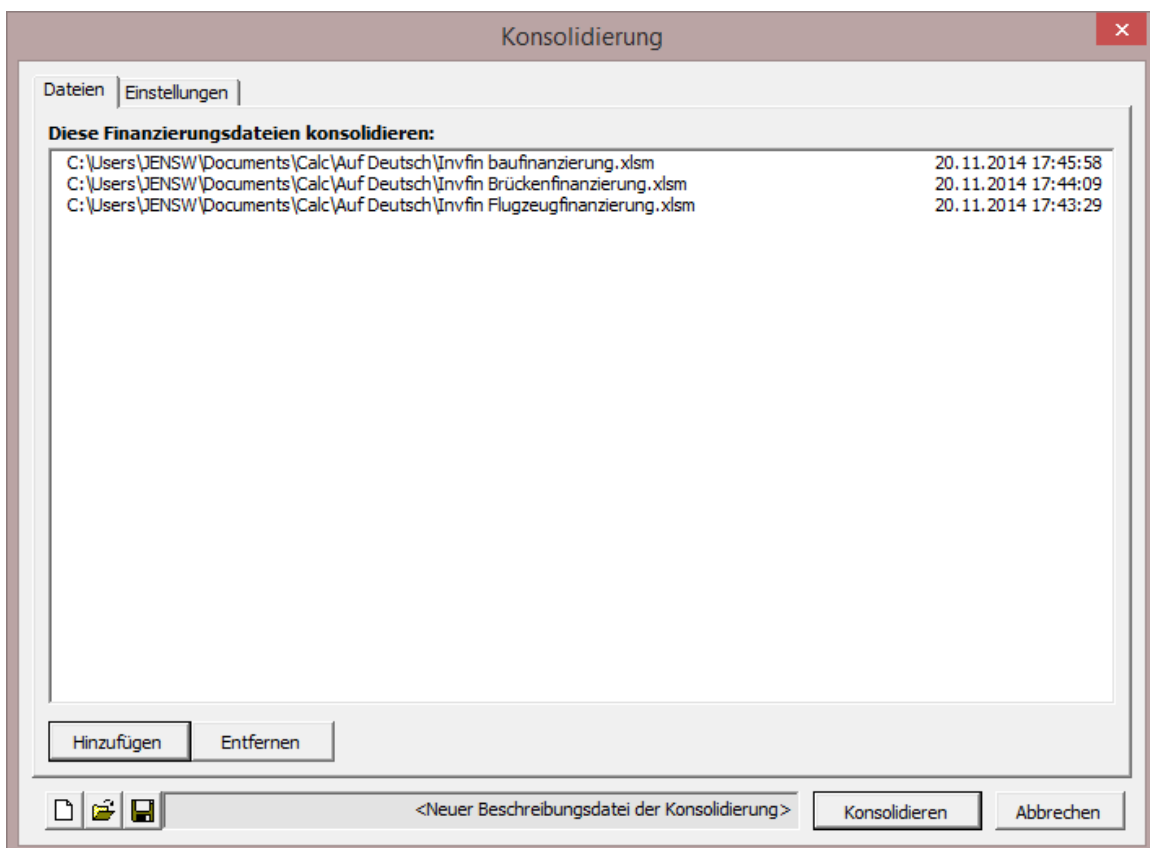 Konsolidierung
Dateien Einstellungen
Diese Finanzierungsdateien konsolidieren:
C:\Users\JENSW\Documents\Calc\Auf Deutsch\Invfin baufinanzierung.xlsm 20.11.2014 17:45:58
C:\Users\JENSW\Documents\Calc\Auf Deutsch\Invfin Brückenfinanzierung.xlsm 20.11.2014 17:44:09
C:\Users\JENSW\Documents\Calc\Auf Deutsch\Invfin Flugzeugfinanzierung.xlsm 20.11.2014 17:43:29
Hinzufügen Entfernen
<Neuer Beschreibungsdatei der Konsolidierung> Konsolidieren Abbrechen